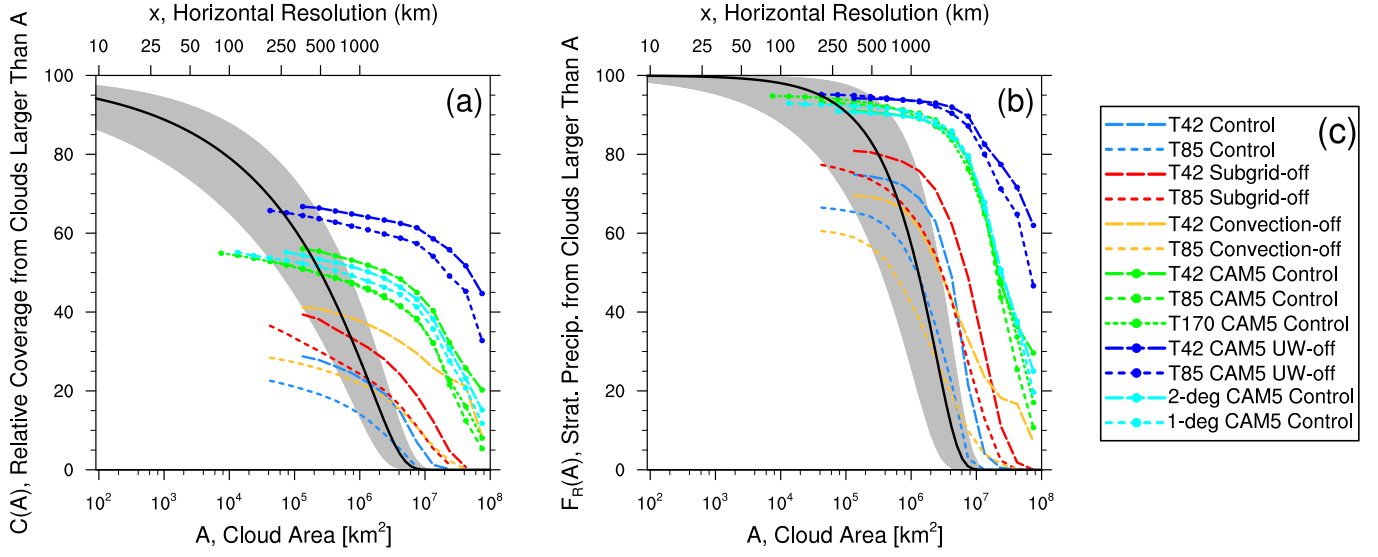 x, Horizontal Resolution (km)
10 25 50 100 250 500 1000
C(A), Relative Coverage from Clouds Larger Than A
100
80
60
40
20
0
(a)
10² 10³ 10⁴ 10⁵ 10⁶ 10⁷ 10⁸
A, Cloud Area [km²]
x, Horizontal Resolution (km)
10 25 50 100 250 500 1000
F_R(A), Strat. Precip. from Clouds Larger Than A
100
80
60
40
20
0
(b)
10² 10³ 10⁴ 10⁵ 10⁶ 10⁷ 10⁸
A, Cloud Area [km²]
(c)
T42 Control
T85 Control
T42 Subgrid-off
T85 Subgrid-off
T42 Convection-off
T85 Convection-off
T42 CAM5 Control
T85 CAM5 Control
T170 CAM5 Control
T42 CAM5 UW-off
T85 CAM5 UW-off
2-deg CAM5 Control
1-deg CAM5 Control